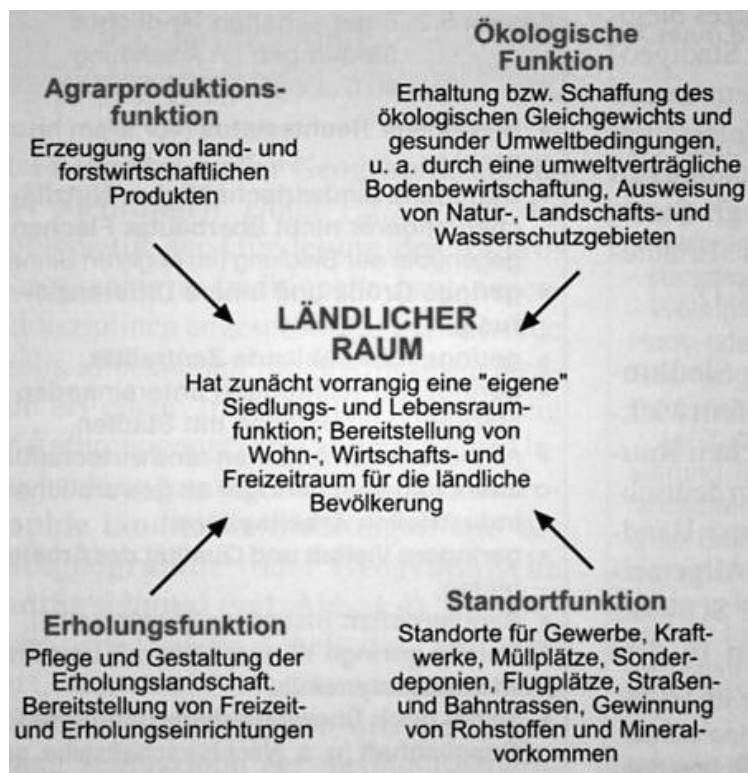 Agrarproduktions-
funktion
Erzeugung von land- und
forstwirtschaftlichen
Produkten
Ökologische
Funktion
Erhaltung bzw. Schaffung des
ökologischen Gleichgewichts und
gesunder Umweltbedingungen,
u. a. durch eine umweltverträgliche
Bodenbewirtschaftung, Ausweisung
von Natur-, Landschafts- und
Wasserschutzgebieten
LÄNDLICHER
RAUM
Hat zunächt vorrangig eine "eigene"
Siedlungs- und Lebensraum-
funktion; Bereitstellung von
Wohn-, Wirtschafts- und
Freizeitraum für die ländliche
Bevölkerung
Erholungsfunktion
Pflege und Gestaltung der
Erholungslandschaft,
Bereitstellung von Freizeit-
und Erholungseinrichtungen
Standortfunktion
Standorte für Gewerbe, Kraft-
werke, Müllplätze, Sonder-
deponien, Flugplätze, Straßen-
und Bahntrassen, Gewinnung
von Rohstoffen und Mineral-
vorkommen